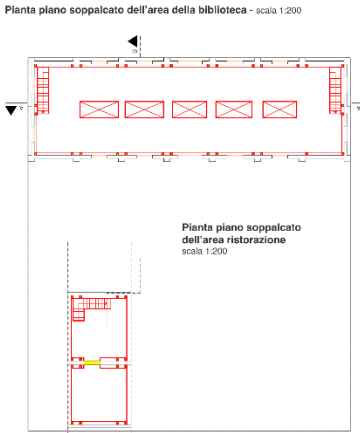 Pianta piano soppalcato dell'area della biblioteca - scala 1:200
B
A
A
Pianta piano soppalcato
dell'area ristorazione
scala 1:200